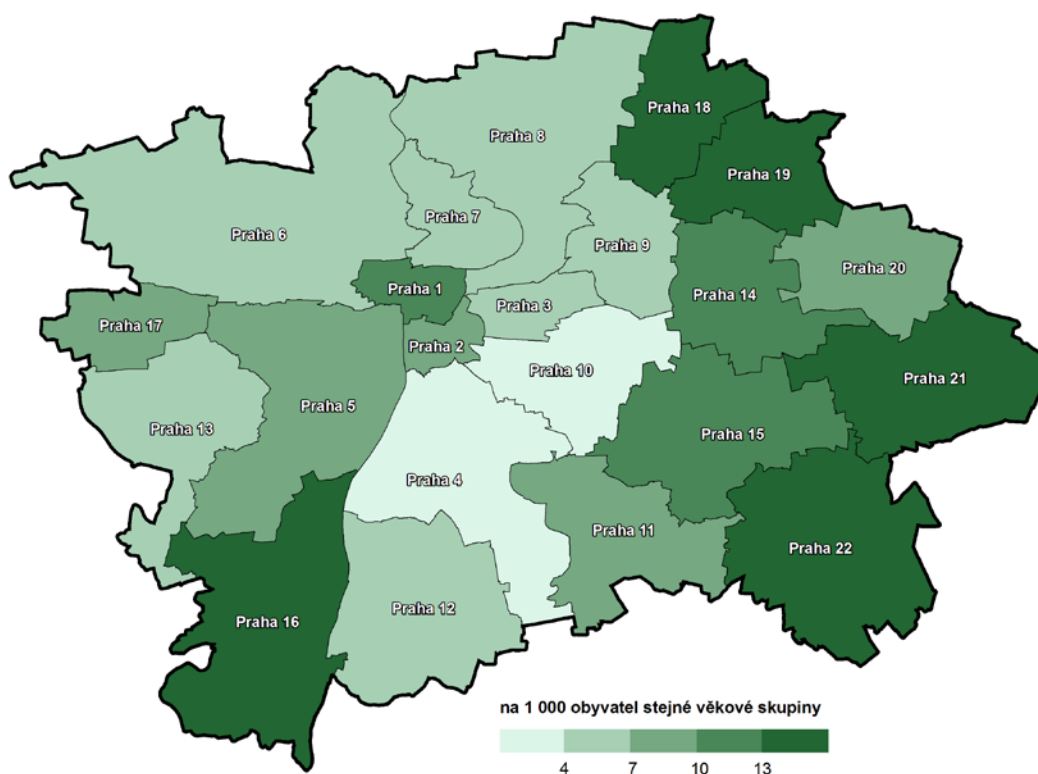 Praha 18
Praha 8
Praha 19
Praha 7
Praha 6
Praha 9
Praha 20
Praha 1
Praha 14
Praha 3
Praha 17
Praha 2
Praha 10
Praha 21
Praha 5
Praha 13
Praha 15
Praha 4
Praha 11
Praha 22
Praha 12
Praha 16
na 1 000 obyvatel stejné věkové skupiny
4 7 10 13